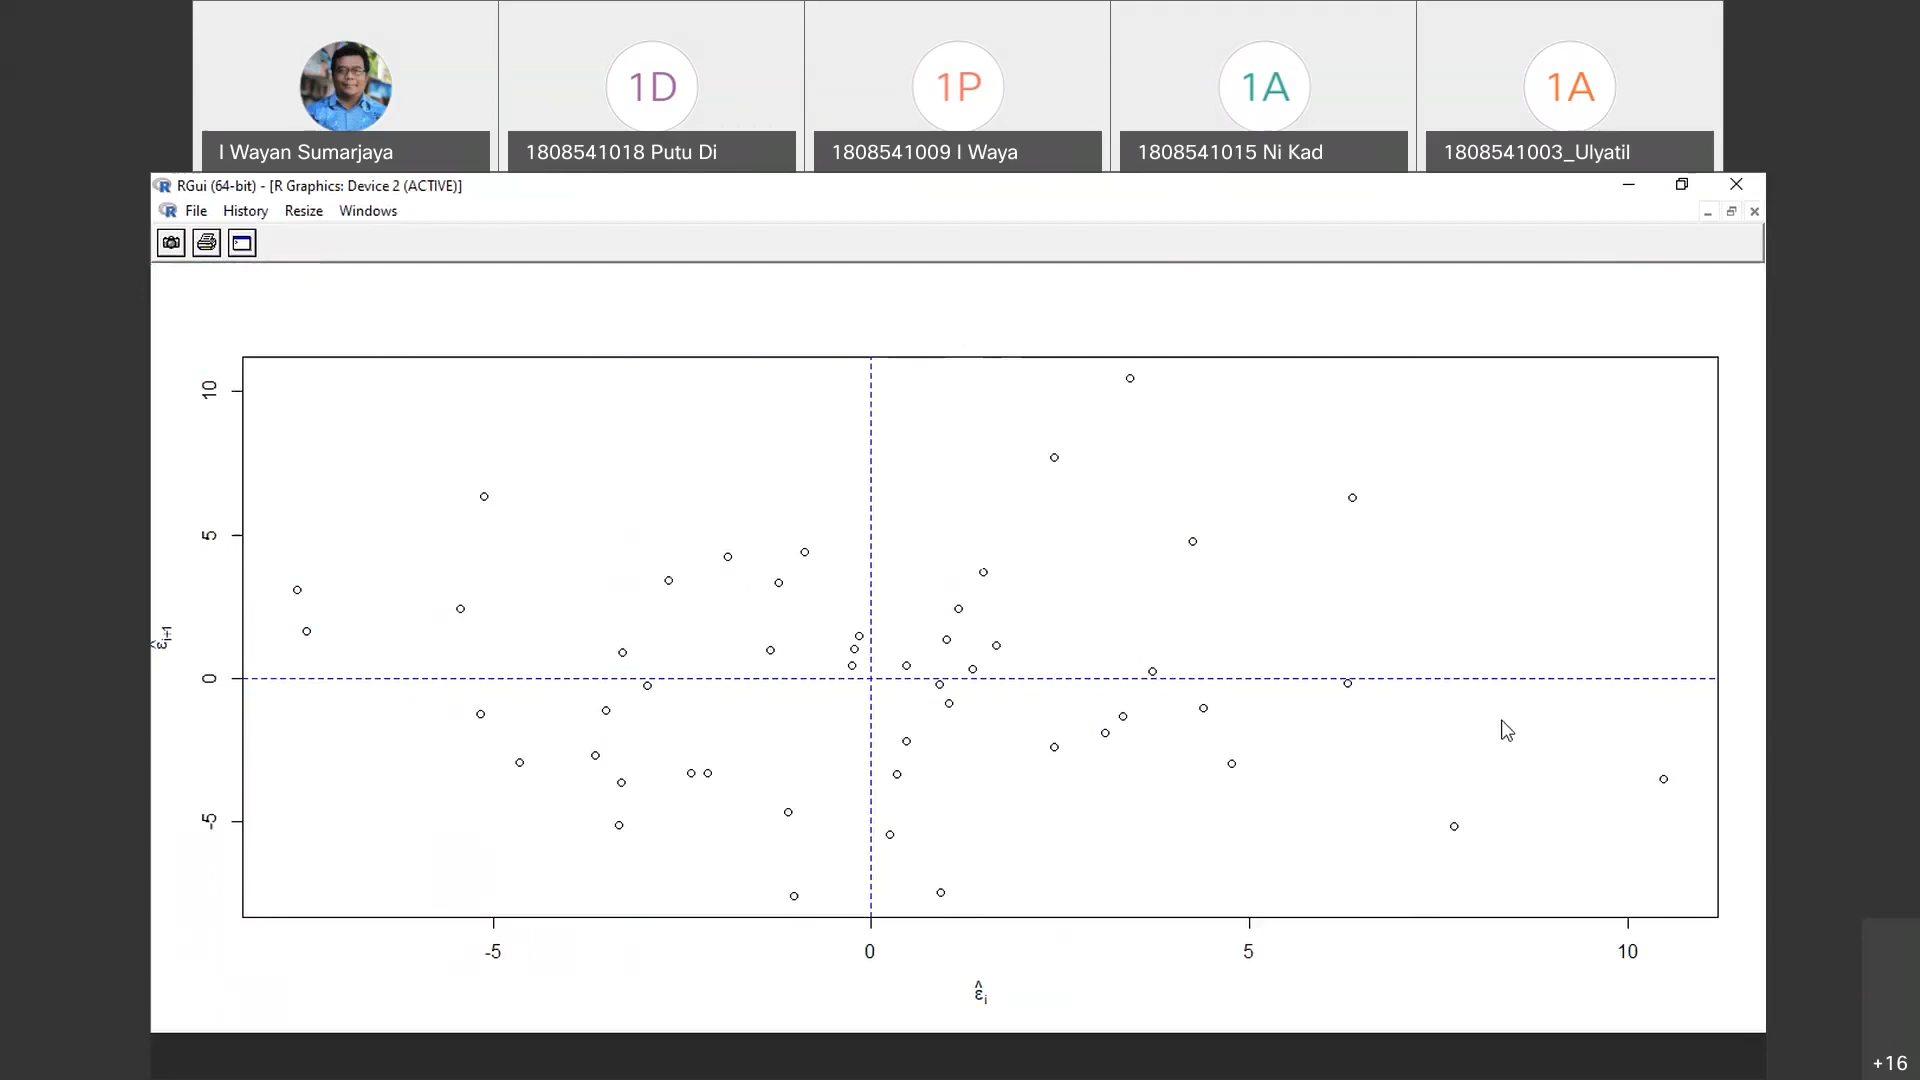 1D
1P
1A
1A
I Wayan Sumarjaya
1808541018 Putu Di
1808541009 I Waya
1808541015 Ni Kad
1808541003_Ulyatil
RGui (64-bit) - [R Graphics: Device 2 (ACTIVE)]
File History Resize Windows
10
5
0
-5
ε̂i+1
-5 0 5 10
ε̂i
+16